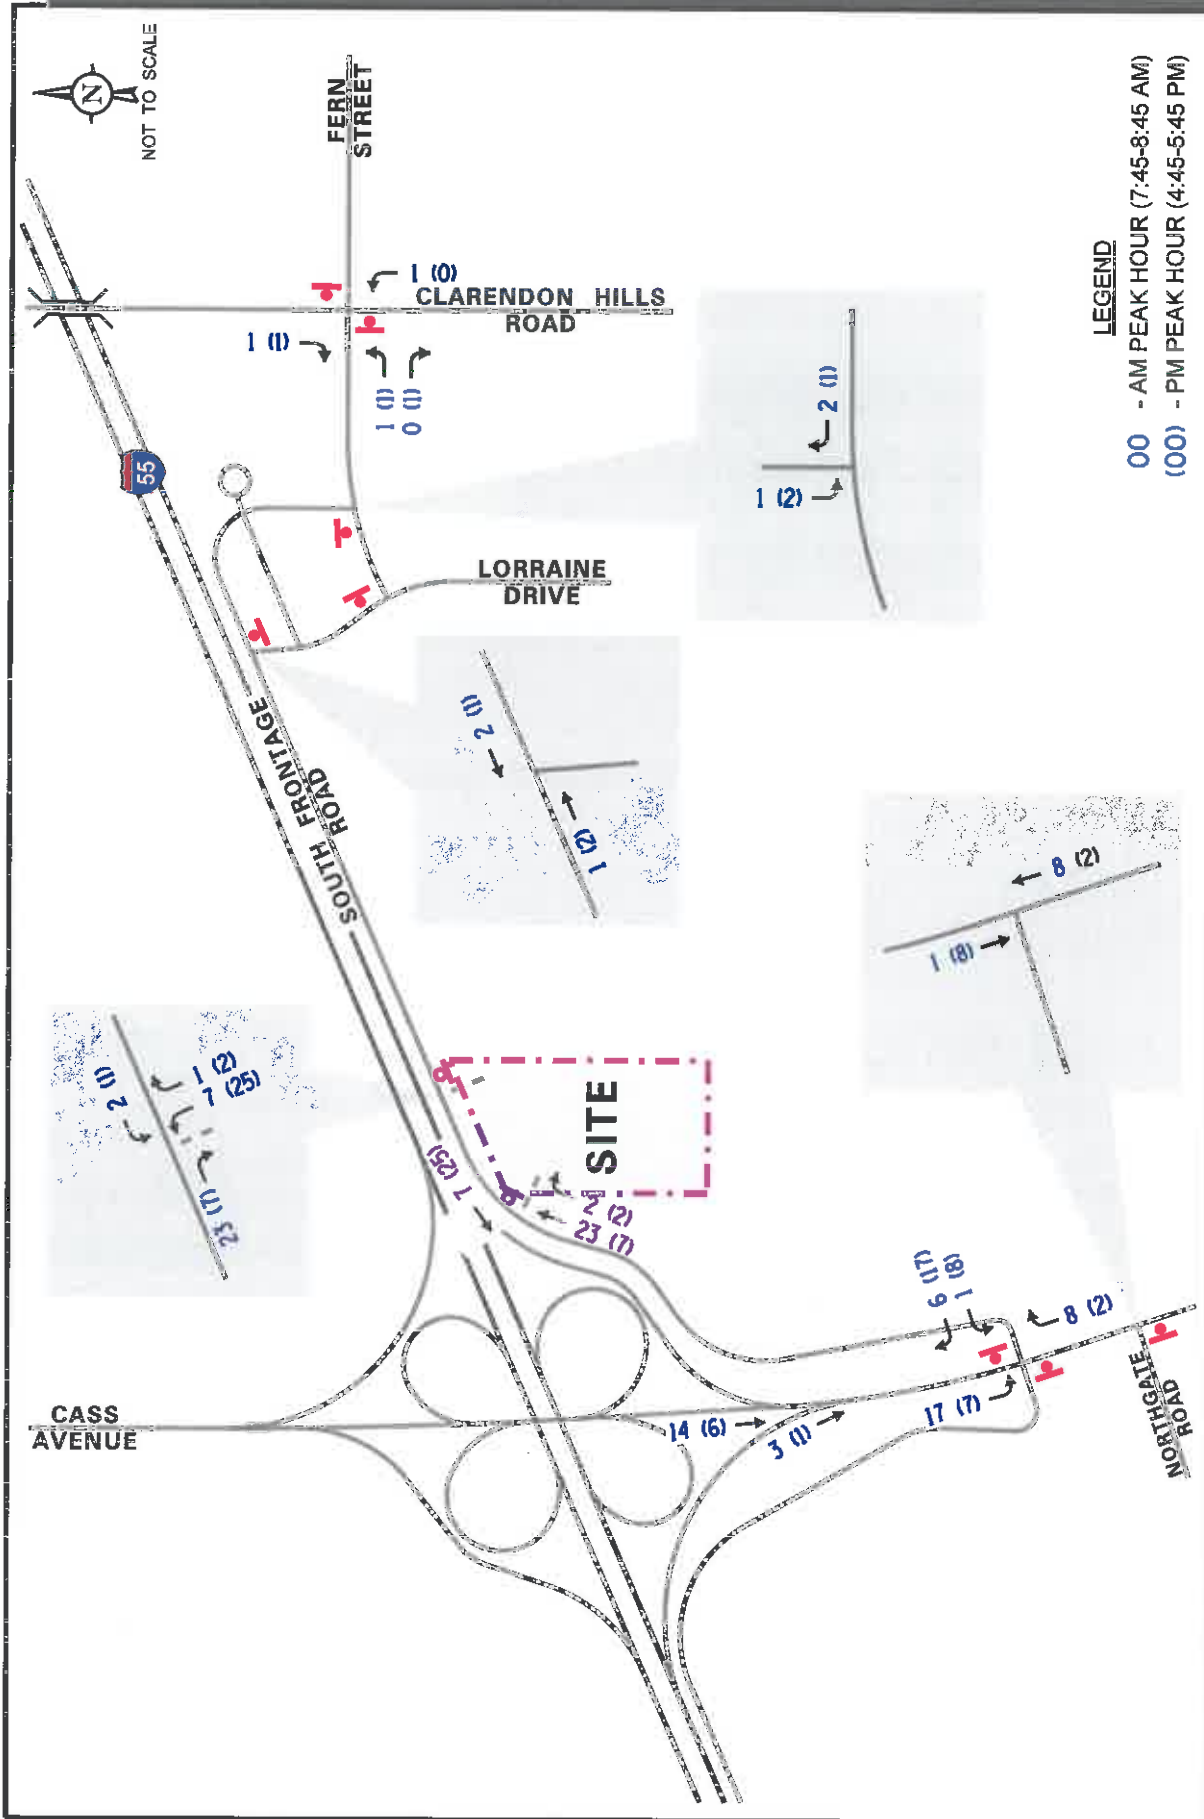 NOT TO SCALE
N
FERN
STREET
1 (0)
CLARENDON HILLS
ROAD
1 (1)
1 (1)
0 (1)
55
LORRAINE
DRIVE
2 (1)
1 (2)
SOUTH FRONTAGE
ROAD
2 (1)
1 (2)
2 (1)
1 (2)
7 (25)
23 (7)
7 (25)
SITE
2 (2)
23 (7)
1 (8)
8 (2)
CASS
AVENUE
14 (6)
3 (1)
17 (7)
6 (17)
1 (8)
8 (2)
NORTHGATE
ROAD
LEGEND
00 - AM PEAK HOUR (7:45-8:45 AM)
(00) - PM PEAK HOUR (4:45-5:45 PM)